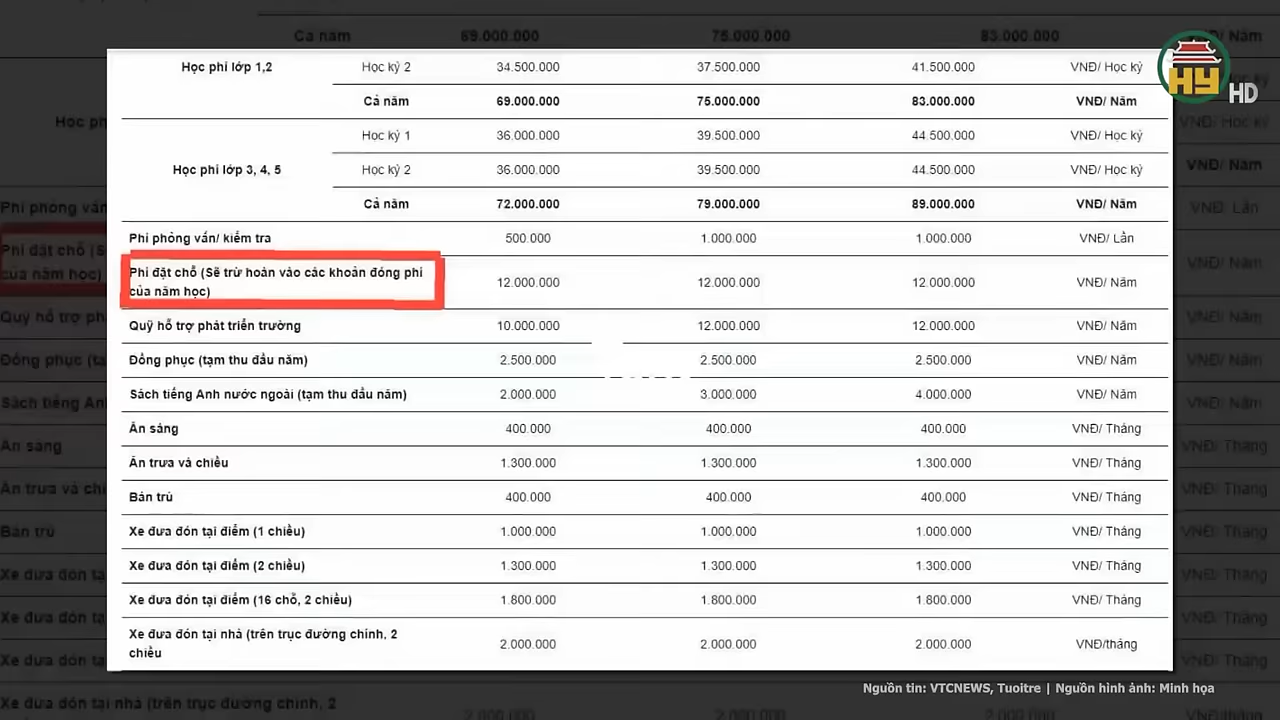 Cả năm 69.000.000 75.000.000 83.000.000 Năm
Học phí lớp 1,2 Học kỳ 2 34.500.000 37.500.000 41.500.000 VNĐ/ Học kỳ
Cả năm 69.000.000 75.000.000 83.000.000 VNĐ/ Năm
Học kỳ 1 36.000.000 39.500.000 44.500.000 VNĐ/ Học kỳ
Học phí lớp 3, 4, 5 Học kỳ 2 36.000.000 39.500.000 44.500.000 VNĐ/ Học kỳ
Cả năm 72.000.000 79.000.000 89.000.000 VNĐ/ Năm
Phí phỏng vấn/ kiểm tra 500.000 1.000.000 1.000.000 VNĐ/ Lần
Phí đặt chỗ (Sẽ trừ hoàn vào các khoản đóng phí
của năm học) 12.000.000 12.000.000 12.000.000 VNĐ/ Năm
Quỹ hỗ trợ phát triển trường 10.000.000 12.000.000 12.000.000 VNĐ/ Năm
Đồng phục (tạm thu đầu năm) 2.500.000 2.500.000 2.500.000 VNĐ/ Năm
Sách tiếng Anh nước ngoài (tạm thu đầu năm) 2.000.000 3.000.000 4.000.000 VNĐ/ Năm
Ăn sáng 400.000 400.000 400.000 VNĐ/ Tháng
Ăn trưa và chiều 1.300.000 1.300.000 1.300.000 VNĐ/ Tháng
Bán trú 400.000 400.000 400.000 VNĐ/ Tháng
Xe đưa đón tại điểm (1 chiều) 1.000.000 1.000.000 1.000.000 VNĐ/ Tháng
Xe đưa đón tại điểm (2 chiều) 1.300.000 1.300.000 1.300.000 VNĐ/ Tháng
Xe đưa đón tại điểm (16 chỗ, 2 chiều) 1.800.000 1.800.000 1.800.000 VNĐ/ Tháng
Xe đưa đón tại nhà (trên trục đường chính, 2
chiều 2.000.000 2.000.000 2.000.000 VNĐ/tháng
HY HD
Nguồn tin: VTCNEWS, Tuoitre | Nguồn hình ảnh: Minh họa